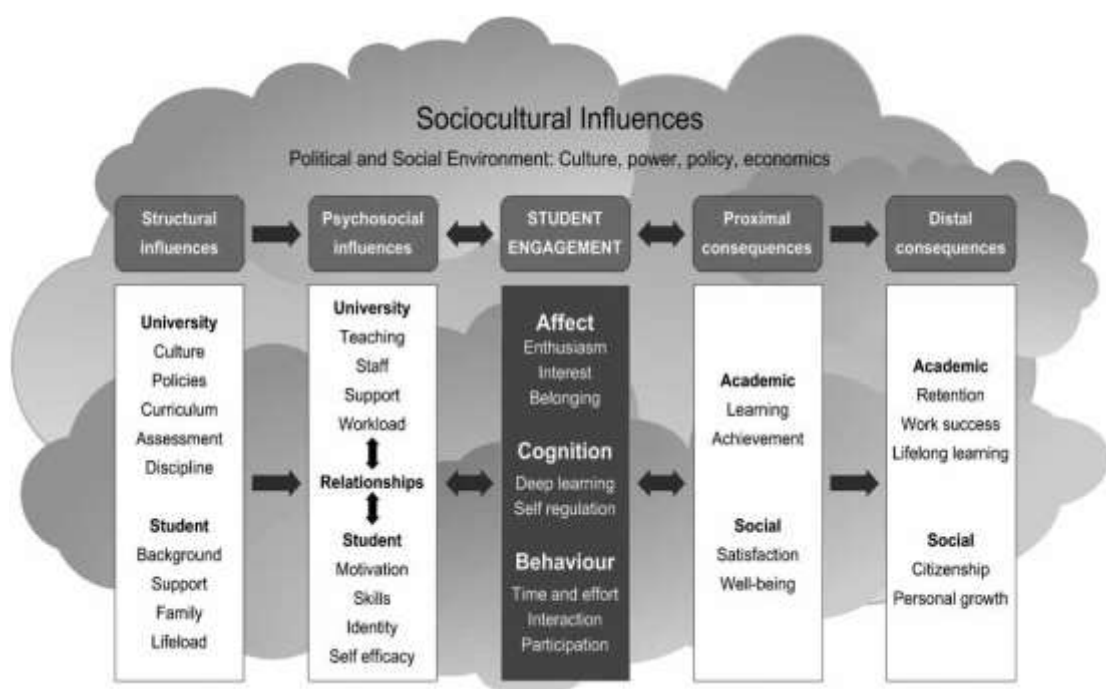 Sociocultural Influences
Political and Social Environment: Culture, power, policy, economics
Structural
influences
Psychosocial
influences
STUDENT
ENGAGEMENT
Proximal
consequences
Distal
consequences
University
Culture
Policies
Curriculum
Assessment
Discipline
Student
Background
Support
Family
Lifeload
University
Teaching
Staff
Support
Workload
Relationships
Student
Motivation
Skills
Identity
Self efficacy
Affect
Enthusiasm
Interest
Belonging
Cognition
Deep learning
Self regulation
Behaviour
Time and effort
Interaction
Participation
Academic
Learning
Achievement
Social
Satisfaction
Well-being
Academic
Retention
Work success
Lifelong learning
Social
Citizenship
Personal growth